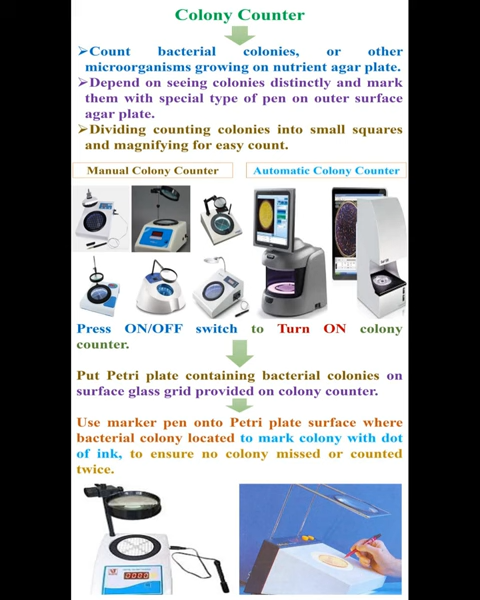 Colony Counter
➢Count bacterial colonies, or other
microorganisms growing on nutrient agar plate.
➢Depend on seeing colonies distinctly and mark
them with special type of pen on outer surface
agar plate.
➢Dividing counting colonies into small squares
and magnifying for easy count.
Manual Colony Counter
Automatic Colony Counter
Press ON/OFF switch to Turn ON colony
counter.
Put Petri plate containing bacterial colonies on
surface glass grid provided on colony counter.
Use marker pen onto Petri plate surface where
bacterial colony located to mark colony with dot
of ink, to ensure no colony missed or counted
twice.